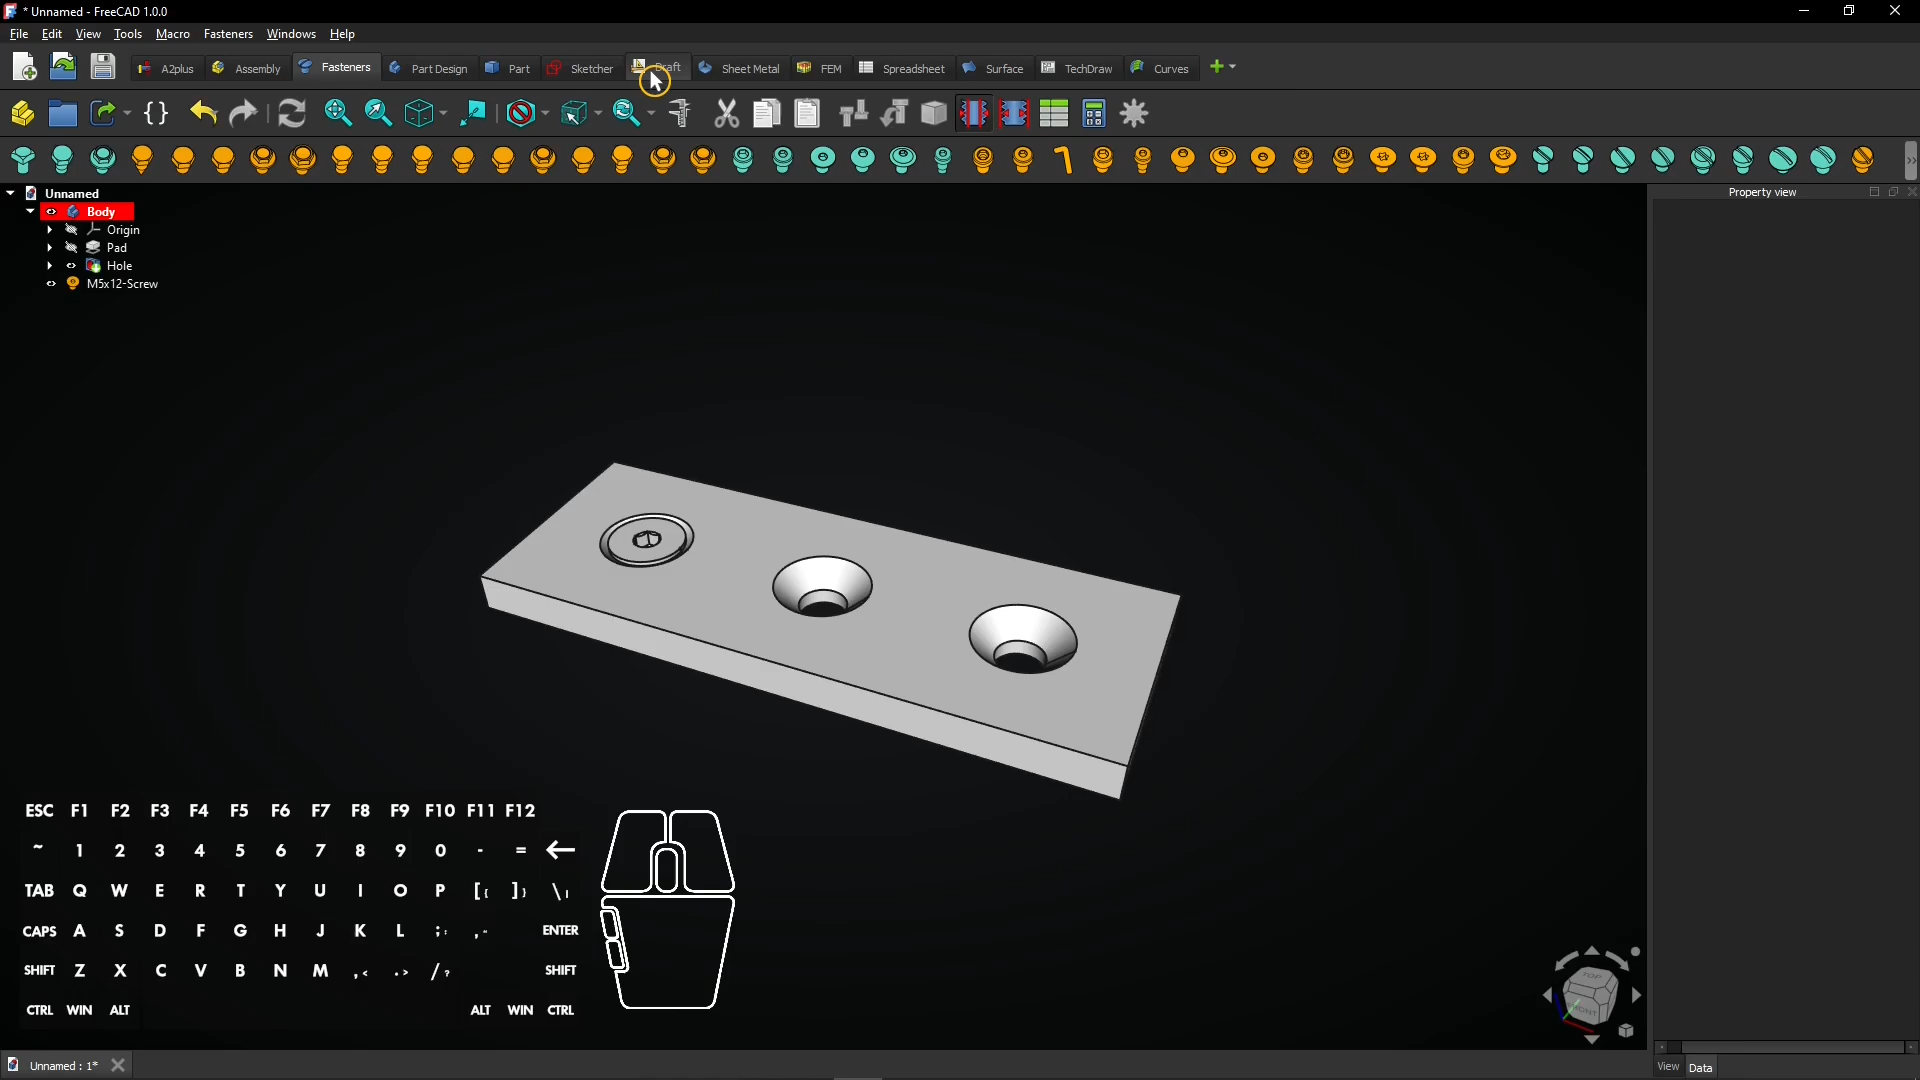 * Unnamed - FreeCAD 1.0.0
File Edit View Tools Macro Fasteners Windows Help
A2plus Assembly Fasteners Part Design Part Sketcher Draft Sheet Metal FEM Spreadsheet Surface TechDraw Curves
Unnamed
Body
Origin
Pad
Hole
M5x12-Screw
Property view
ESC F1 F2 F3 F4 F5 F6 F7 F8 F9 F10 F11 F12
~ 1 2 3 4 5 6 7 8 9 0 - =
TAB Q W E R T Y U I O P [{ ]} \|
CAPS A S D F G H J K L ;: ,“ ENTER
SHIFT Z X C V B N M ,< .> /? SHIFT
CTRL WIN ALT ALT WIN CTRL
TOP
FRONT
Unnamed : 1*
View Data